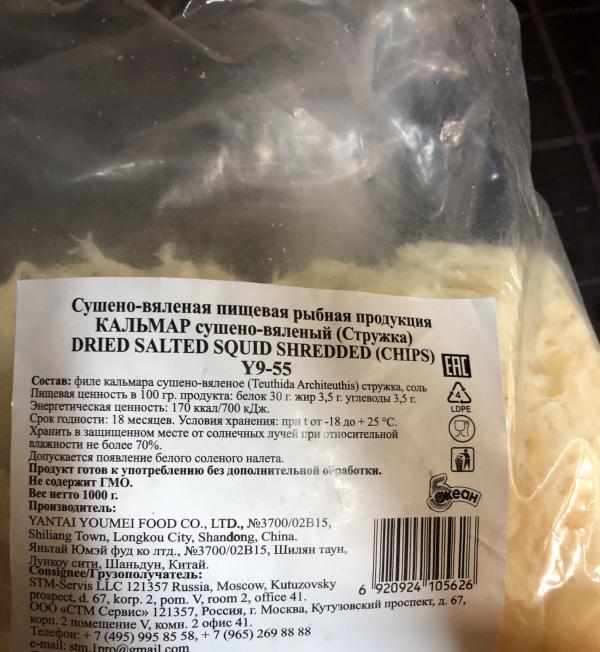 Сушено-вяленая пищевая рыбная продукция
КАЛЬМАР сушено-вяленый (Стружка)
DRIED SALTED SQUID SHREDDED (CHIPS)
Y9-55
Состав: филе кальмара сушено-вяленое (Teuthida Architeuthis) стружка, соль
Пищевая ценность в 100 гр. продукта: белок 30 г. жир 3,5 г. углеводы 3,5 г.
Энергетическая ценность: 170 ккал/700 кДж.
Срок годности: 18 месяцев. Условия хранения: при t от -18 до + 25 °С.
Хранить в защищенном месте от солнечных лучей при относительной
влажности не более 70%.
Допускается появление белого соленого налета.
Продукт готов к употреблению без дополнительной обработки.
Не содержит ГМО.
Вес нетто 1000 г.
Производитель:
YANTAI YOUMEI FOOD CO., LTD., №3700/02B15,
Shiliang Town, Longkou City, Shandong, China.
Яньтай Юмэй фуд ко лтд., №3700/02B15, Шилян таун,
Лункоу сити, Шаньдун, Китай.
Consignee/Грузополучатель:
STM-Servis LLC 121357 Russia, Moscow, Kutuzovsky
prospect, d. 67, korp. 2, pom. V, room 2, office 41.
ООО «СТМ Сервис» 121357, Россия, г. Москва, Кутузовский проспект, д. 67,
корп. 2 помещение V, комн. 2 офис 41.
Телефон: + 7 (495) 995 85 58, + 7 (965) 269 88 88
e-mail: stm.1pro@gmail.com
EAC
4
LDPE
5 Океан
6 920924 105626